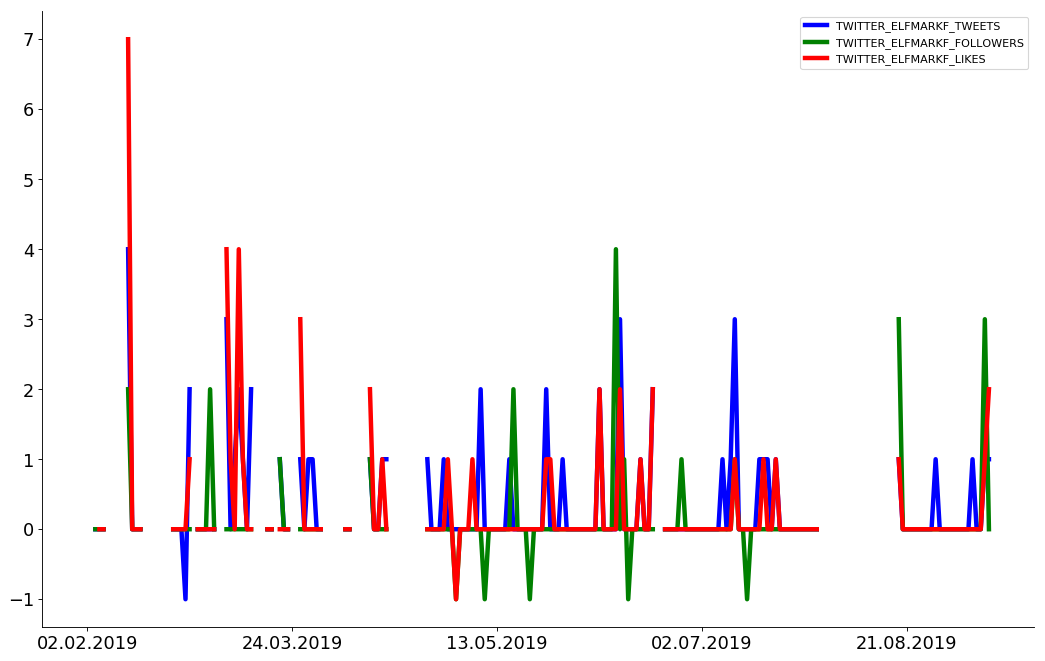 TWITTER_ELFMARKF_TWEETS
TWITTER_ELFMARKF_FOLLOWERS
TWITTER_ELFMARKF_LIKES
7
6
5
4
3
2
1
0
−1
02.02.2019 24.03.2019 13.05.2019 02.07.2019 21.08.2019